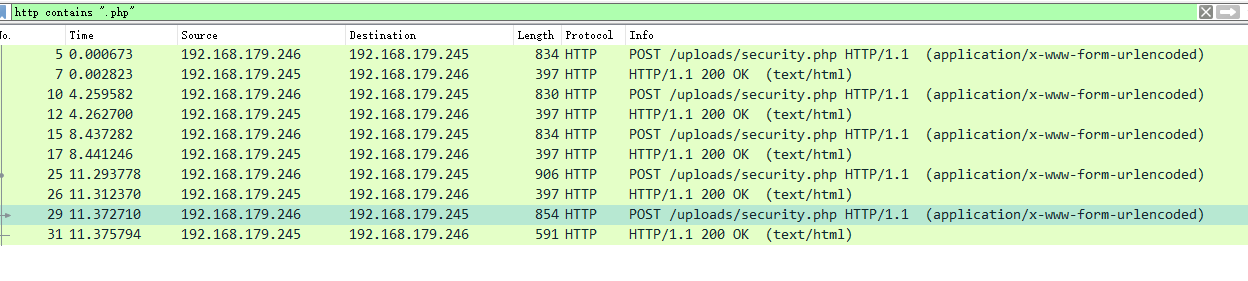 http contains ".php"
No. Time Source Destination Length Protocol Info
5 0.000673 192.168.179.246 192.168.179.245 834 HTTP POST /uploads/security.php HTTP/1.1 (application/x-www-form-urlencoded)
7 0.002823 192.168.179.245 192.168.179.246 397 HTTP HTTP/1.1 200 OK (text/html)
10 4.259582 192.168.179.246 192.168.179.245 830 HTTP POST /uploads/security.php HTTP/1.1 (application/x-www-form-urlencoded)
12 4.262700 192.168.179.245 192.168.179.246 397 HTTP HTTP/1.1 200 OK (text/html)
15 8.437282 192.168.179.246 192.168.179.245 834 HTTP POST /uploads/security.php HTTP/1.1 (application/x-www-form-urlencoded)
17 8.441246 192.168.179.245 192.168.179.246 397 HTTP HTTP/1.1 200 OK (text/html)
25 11.293778 192.168.179.246 192.168.179.245 906 HTTP POST /uploads/security.php HTTP/1.1 (application/x-www-form-urlencoded)
26 11.312370 192.168.179.245 192.168.179.246 397 HTTP HTTP/1.1 200 OK (text/html)
29 11.372710 192.168.179.246 192.168.179.245 854 HTTP POST /uploads/security.php HTTP/1.1 (application/x-www-form-urlencoded)
31 11.375794 192.168.179.245 192.168.179.246 591 HTTP HTTP/1.1 200 OK (text/html)